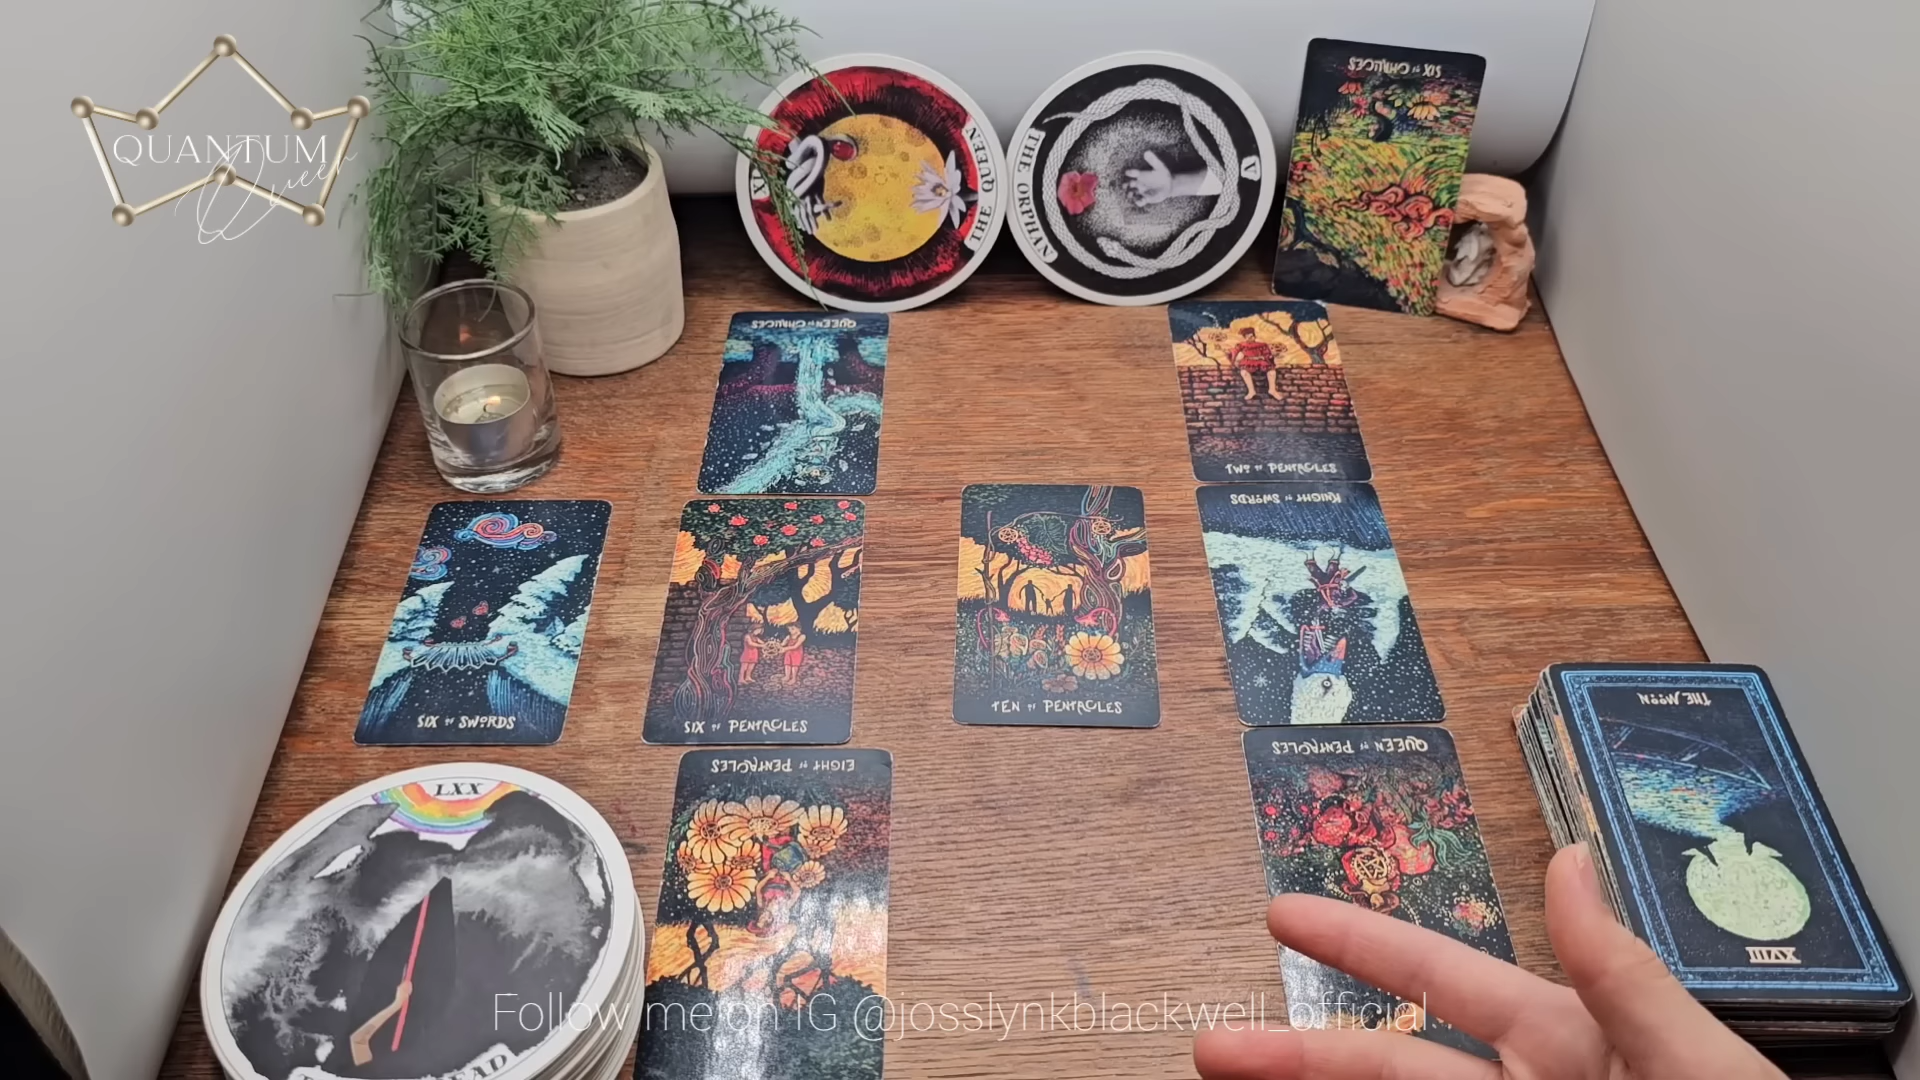 QUANTUM
Queen
IX
THE QUEEN
THE ORPHAN
V
SIX OF CHALICES
QUEEN OF CHALICES
TWO OF PENTACLES
KNIGHT OF SWORDS
SIX OF SWORDS
SIX OF PENTACLES
TEN OF PENTACLES
EIGHT OF PENTACLES
QUEEN OF PENTACLES
THE MOON
XVIII
LXX
Follow me on IG @josslynkblackwell_official